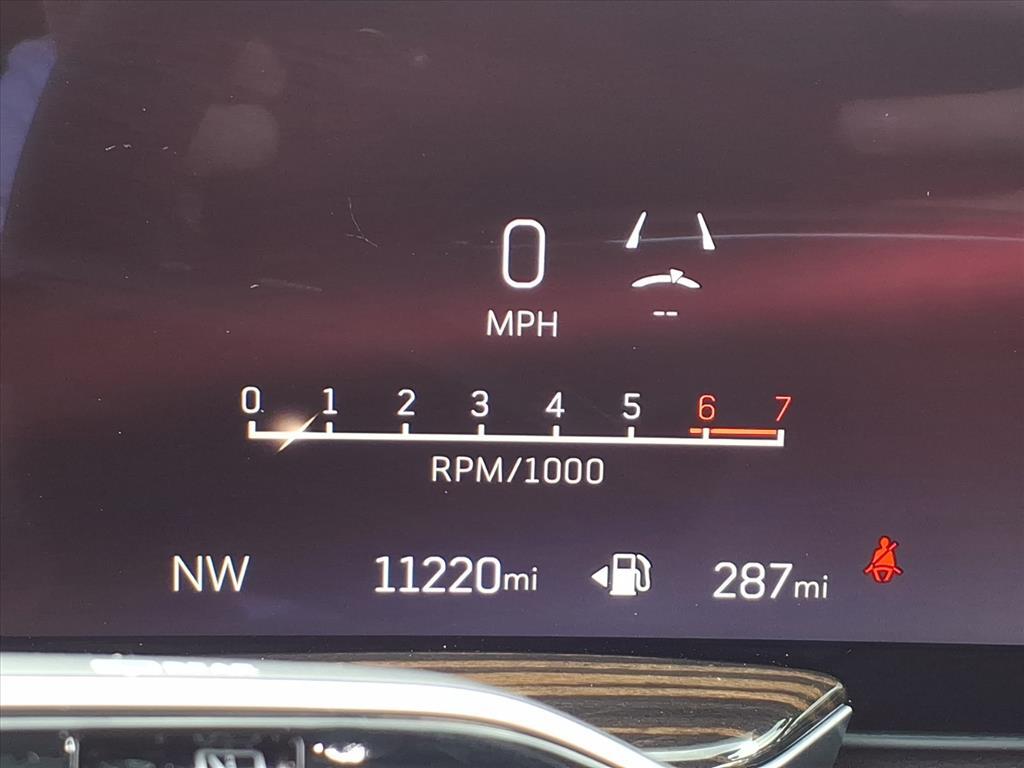 0
MPH
--
0 1 2 3 4 5 6 7
RPM/1000
NW 11220mi 287mi